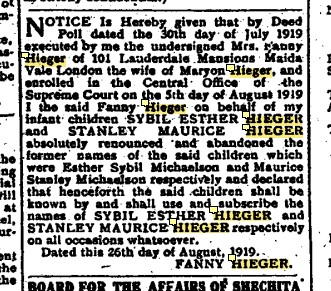 NOTICE Is Hereby given that by Deed
Poll dated the 30th day of July 1919
executed by me the undersigned Mrs. Fanny
Hieger of 101 Lauderdale Mansions Maida
Vale London the wife of Maryon Hieger, and
enrolled in the Central Office of the
Supreme Court on the 5th day of August 1919
I the said Fanny Hieger on behalf of my
infant children SYBIL ESTHER HIEGER
and STANLEY MAURICE HIEGER
absolutely renounced and abandoned the
former names of the said children which
were Esther Sybil Michaelson and Maurice
Stanley Michaelson respectively and declared
that henceforth the said children shall be
known by and shall use and subscribe the
names of SYBIL ESTHER HIEGER and
STANLEY MAURICE HIEGER respectively
on all occasions whatsoever.
Dated this 26th day of August, 1919.
FANNY HIEGER.
BOARD FOR THE AFFAIRS OF SHECHITA